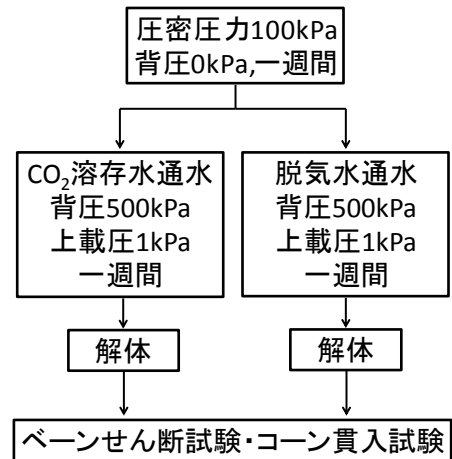 圧密圧力100kPa
背圧0kPa,一週間
CO₂溶存水通水
背圧500kPa
上載圧1kPa
一週間
脱気水通水
背圧500kPa
上載圧1kPa
一週間
解体
解体
ベーンせん断試験・コーン貫入試験